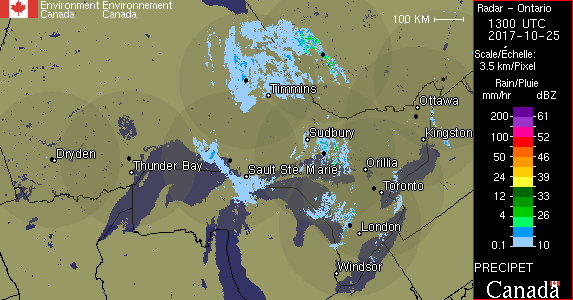 Environment Environnement
Canada Canada
100 KM
Timmins
Ottawa
Sudbury
Kingston
Dryden
Thunder Bay
Sault Ste. Marie
Orillia
Toronto
London
Windsor
Radar - Ontario
1300 UTC
2017-10-25
Scale/Échelle:
3.5 km/Pixel
Rain/Pluie
mm/hr dBZ
200 61
100 52
50 46
24 39
12 33
4 26
0.1 10
PRECIPET
Canada